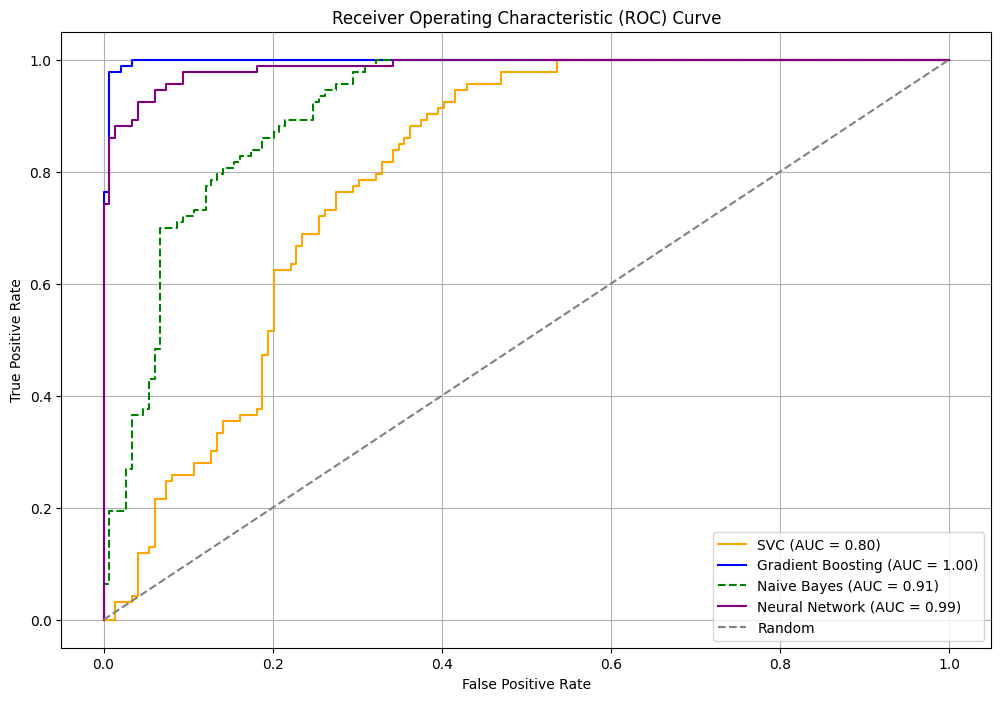 Receiver Operating Characteristic (ROC) Curve
True Positive Rate
1.0
0.8
0.6
0.4
0.2
0.0
SVC (AUC = 0.80)
Gradient Boosting (AUC = 1.00)
Naive Bayes (AUC = 0.91)
Neural Network (AUC = 0.99)
Random
0.0 0.2 0.4 0.6 0.8 1.0
False Positive Rate